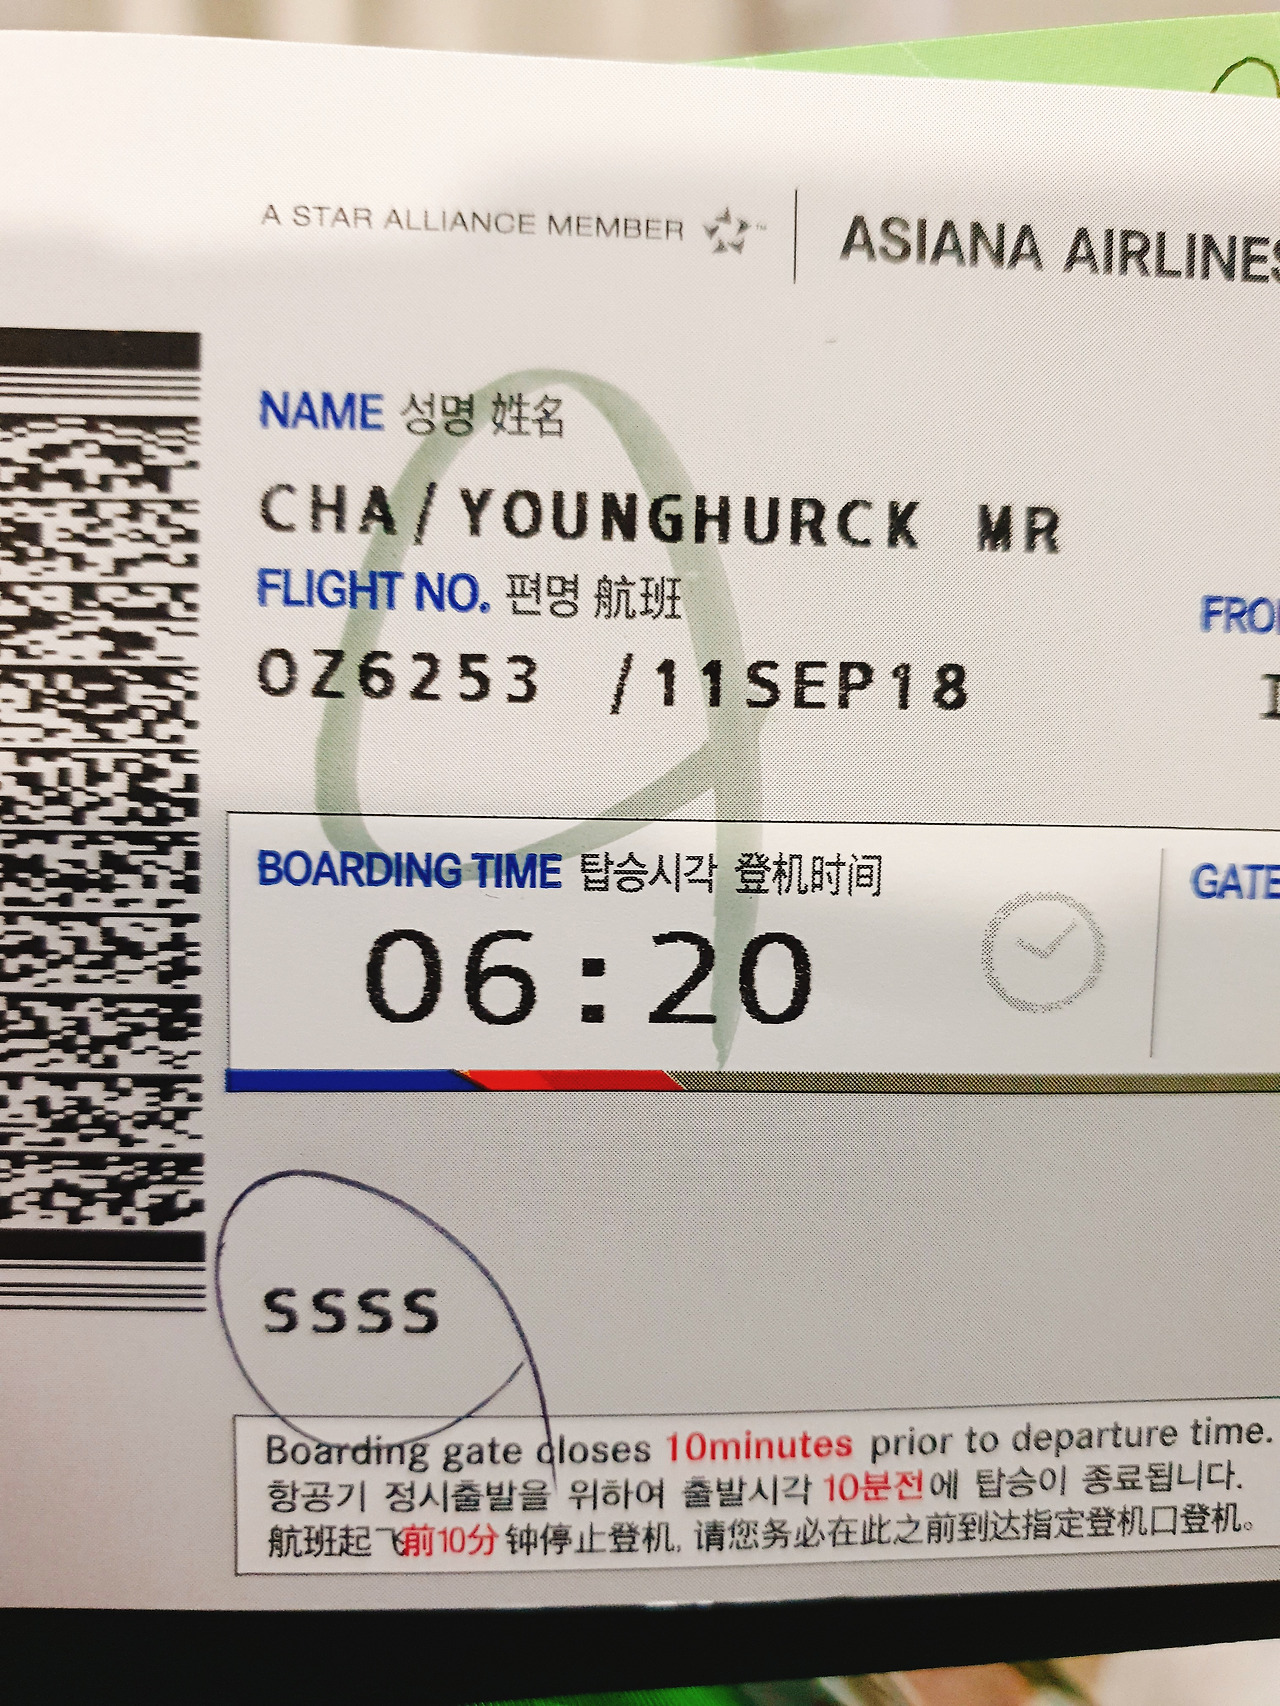 A STAR ALLIANCE MEMBER ™ ASIANA AIRLINES
NAME 성명 姓名
CHA/YOUNGHURCK MR
FLIGHT NO. 편명 航班
OZ6253 /11SEP18
BOARDING TIME 탑승시각 登机时间
GATE
06:20
SSSS
Boarding gate closes 10minutes prior to departure time.
항공기 정시출발을 위하여 출발시각 10분전에 탑승이 종료됩니다.
航班起飞前10分钟停止登机, 请您务必在此之前到达指定登机口登机。